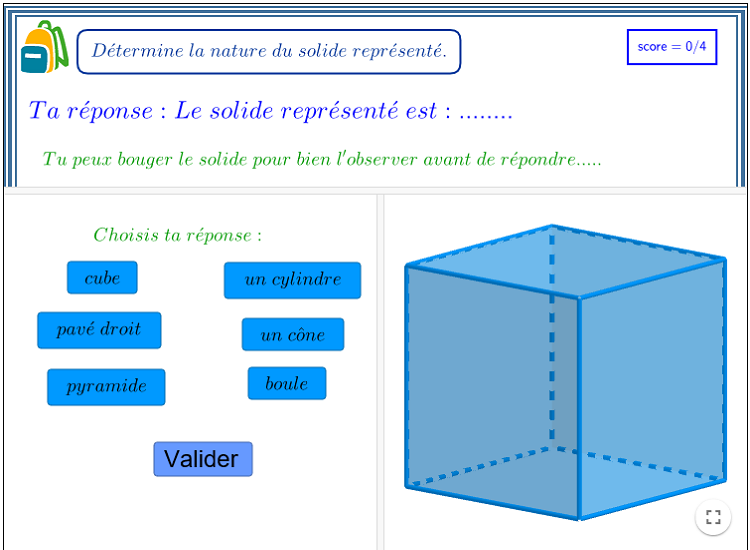 Détermine la nature du solide représenté.
score = 0/4
Ta réponse : Le solide représenté est : ........
Tu peux bouger le solide pour bien l'observer avant de répondre.....
Choisis ta réponse :
cube
un cylindre
pavé droit
un cône
pyramide
boule
Valider